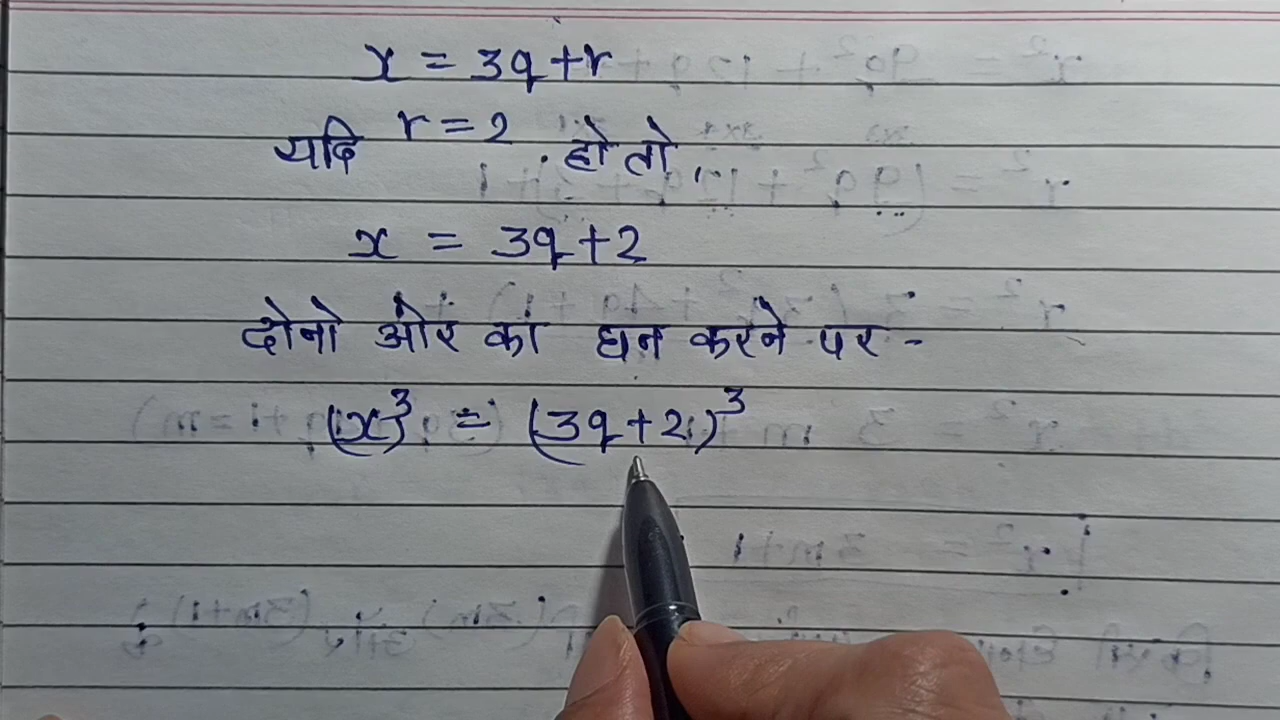 x = 3q+r
यदि r=2 हो तो,
x = 3q+2
दोनो ओर का घन करने पर -
(x)³ = (3q+2)³